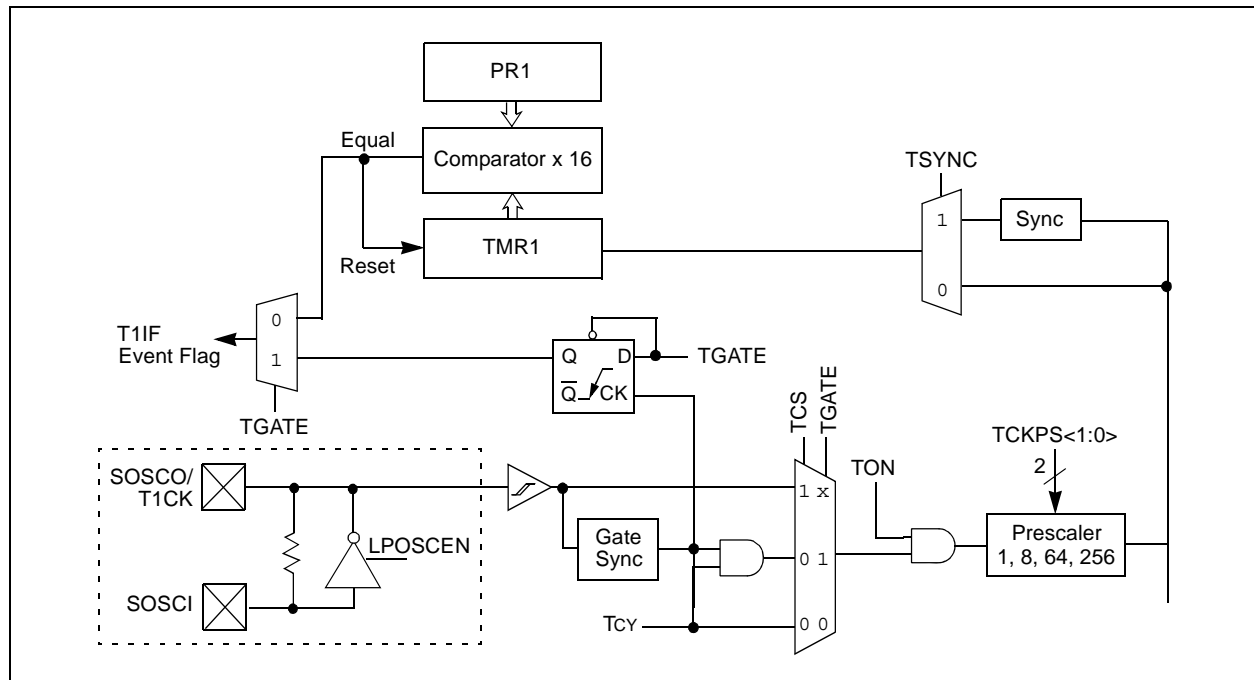 PR1
Equal
Comparator x 16
TSYNC
1
Sync
TMR1
Reset
0
0
T1IF
Event Flag
1
Q
D
TGATE
Q
CK
TGATE
TCS
TGATE
TCKPS<1:0>
2
SOSCO/
T1CK
TON
1 x
LPOSCEN
Gate
Sync
0 1
Prescaler
1, 8, 64, 256
SOSCI
TCY
0 0